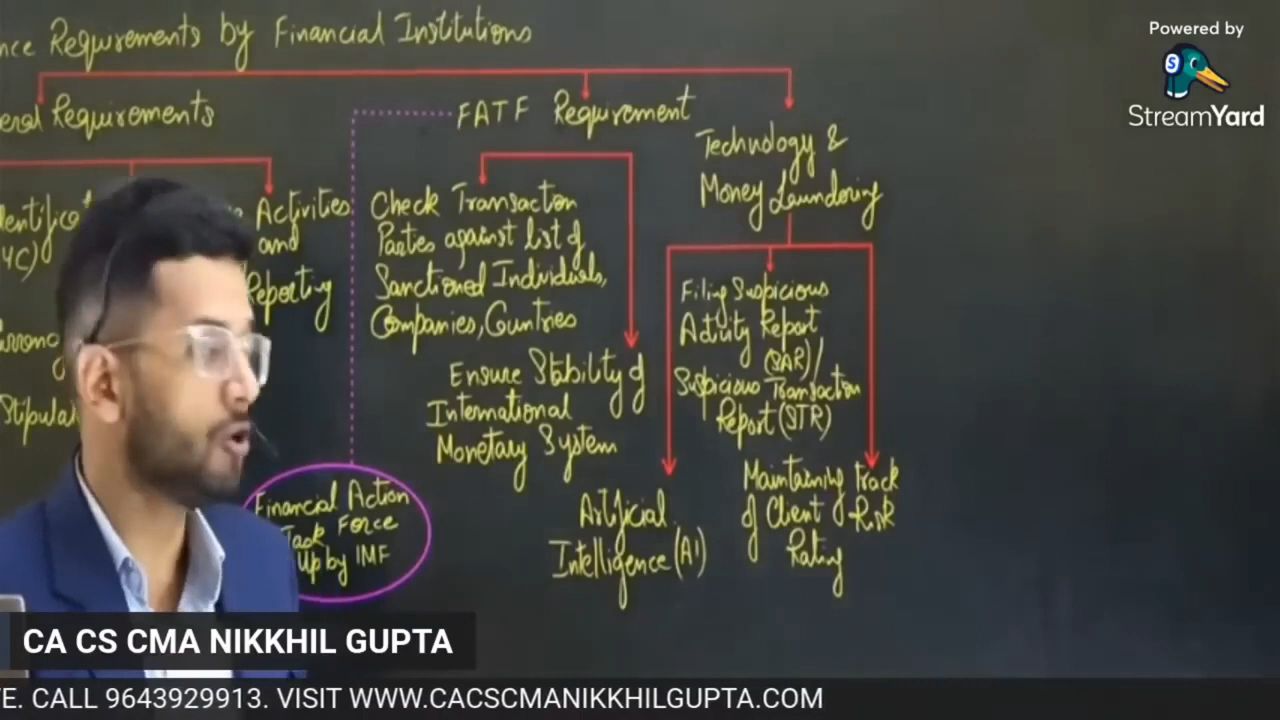 nce Requirements by Financial Institutions
Powered by
StreamYard
eral Requirements
FATF Requirement
Technology &
Money Laundering
Activities
and
Reporting
Check Transaction
Parties against list of
Sanctioned Individuals,
Companies, Countries
Ensure Stability of
International
Monetary System
Filing Suspicious
Activity Report
(SAR)/
Suspicious Transaction
Report (STR)
Artificial
Intelligence (AI)
Maintaining track
of Client Risk
Rating
Financial Action
Task Force
Up by IMF
CA CS CMA NIKKHIL GUPTA
E. CALL 9643929913. VISIT WWW.CACSCMANIKKHILGUPTA.COM